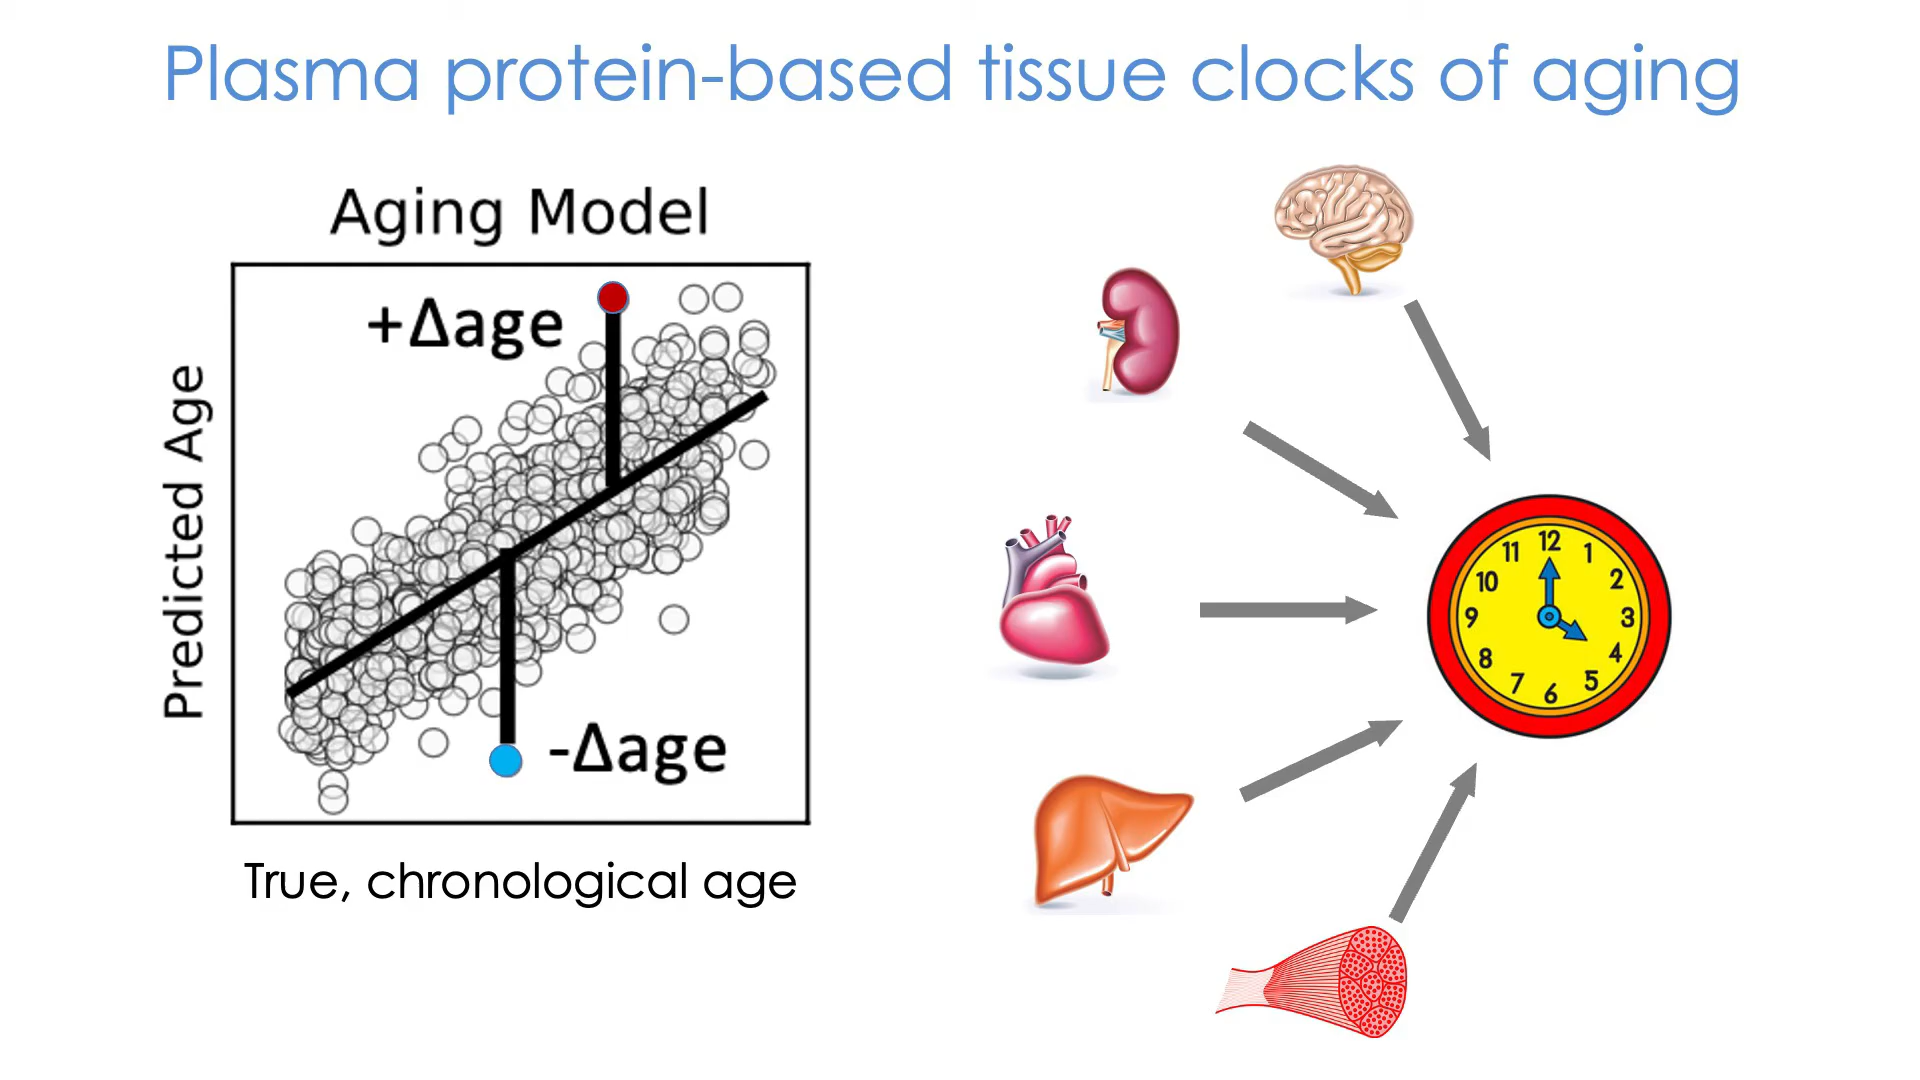 Plasma protein-based tissue clocks of aging
Aging Model
+Δage
-Δage
Predicted Age
True, chronological age
12
1
2
3
4
5
6
7
8
9
10
11